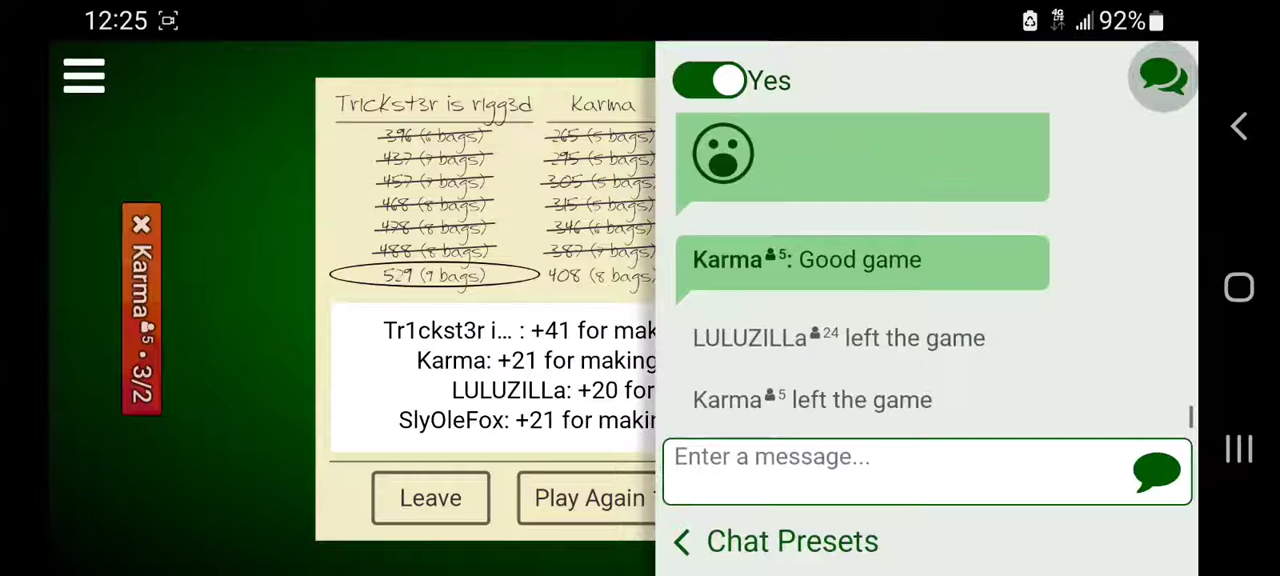 12:25
4G
92%
Yes
Tr1ckst3r is r1gg3d
Karma
396 (6 bags)
265 (5 bags)
437 (7 bags)
295 (5 bags)
457 (7 bags)
305 (5 bags)
468 (8 bags)
315 (5 bags)
478 (8 bags)
346 (6 bags)
488 (8 bags)
387 (7 bags)
529 (9 bags)
408 (8 bags)
Karma 5 • 3/2
Tr1ckst3r i... : +41 for mak
Karma: +21 for making
LULUZILLa: +20 for
SlyOleFox: +21 for makin
Leave
Play Again
Karma 5: Good game
LULUZILLa 24 left the game
Karma 5 left the game
Enter a message...
Chat Presets